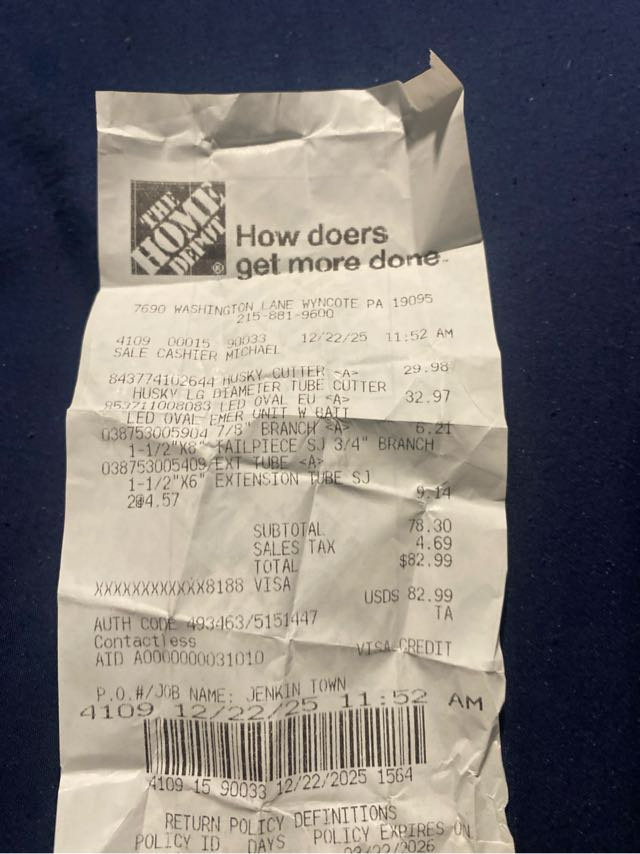 THE
HOME
DEPOT
®
How doers
get more done™
7690 WASHINGTON LANE WYNCOTE PA 19095
215-881-9600
4109 00015 90033 12/22/25 11:52 AM
SALE CASHIER MICHAEL
843774102644 HUSKY CUTTER <A> 29.98
HUSKY LG DIAMETER TUBE CUTTER
853711008083 LED OVAL EU <A> 32.97
LED OVAL EMER UNIT W BATT
038753005904 7/8" BRANCH <A> 6.21
1-1/2"X8" TAILPIECE SJ 3/4" BRANCH
038753005409 EXT TUBE <A>
1-1/2"X6" EXTENSION TUBE SJ
2@4.57 9.14
SUBTOTAL 78.30
SALES TAX 4.69
TOTAL $82.99
XXXXXXXXXXXX8188 VISA
USD$ 82.99
AUTH CODE 493463/5151447 TA
Contactless
AID A0000000031010 VISA CREDIT
P.O.#/JOB NAME: JENKIN TOWN
4109 12/22/25 11:52 AM
4109 15 90033 12/22/2025 1564
RETURN POLICY DEFINITIONS
POLICY ID DAYS POLICY EXPIRES ON